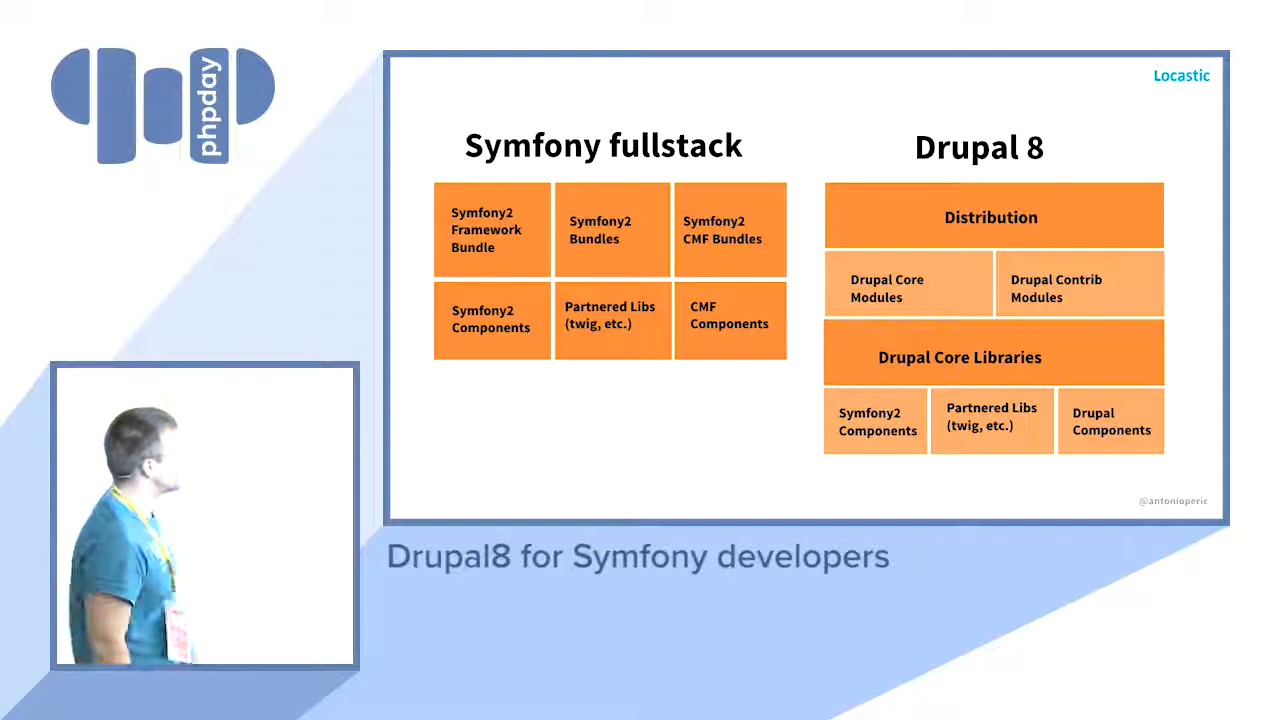 phpday
Locastic
Symfony fullstack
Drupal 8
Symfony2
Framework
Bundle
Symfony2
Bundles
Symfony2
CMF Bundles
Symfony2
Components
Partnered Libs
(twig, etc.)
CMF
Components
Distribution
Drupal Core
Modules
Drupal Contrib
Modules
Drupal Core Libraries
Symfony2
Components
Partnered Libs
(twig, etc.)
Drupal
Components
@antonioperic
Drupal8 for Symfony developers